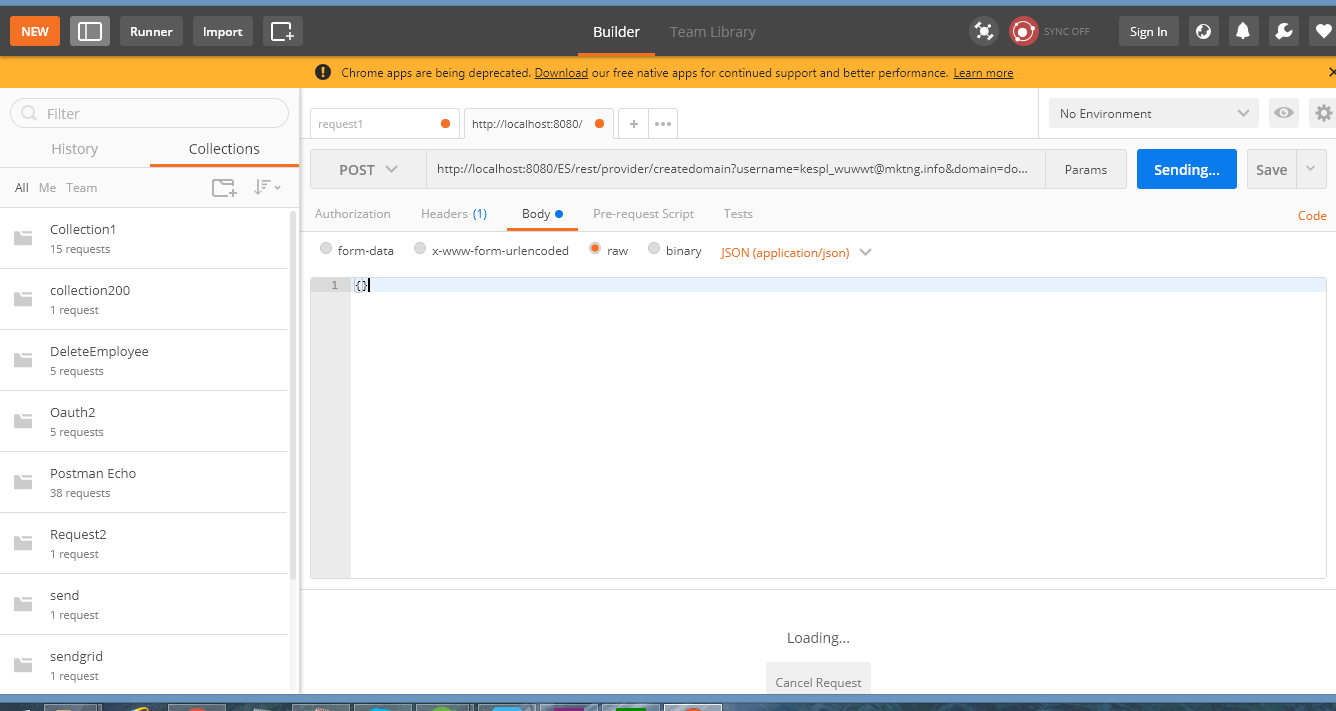 NEW Runner Import Builder Team Library SYNC OFF Sign In
Chrome apps are being deprecated. Download our free native apps for continued support and better performance. Learn more
Filter
History Collections
All Me Team
Collection1
15 requests
collection200
1 request
DeleteEmployee
5 requests
Oauth2
5 requests
Postman Echo
38 requests
Request2
1 request
send
1 request
sendgrid
1 request
request1 http://localhost:8080/ + ••• No Environment
POST http://localhost:8080/ES/rest/provider/createdomain?username=kespl_wuwwt@mktng.info&domain=do... Params Sending... Save
Authorization Headers (1) Body Pre-request Script Tests Code
form-data x-www-form-urlencoded raw binary JSON (application/json)
1 {}
Loading...
Cancel Request